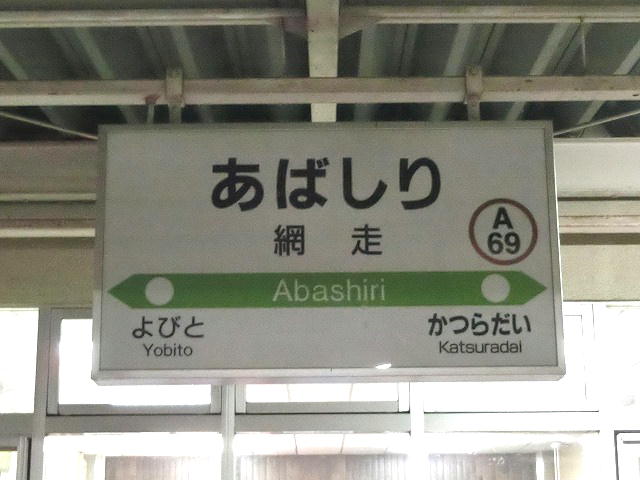 あばしり
網走
A
69
Abashiri
よびと
Yobito
かつらだい
Katsuradai